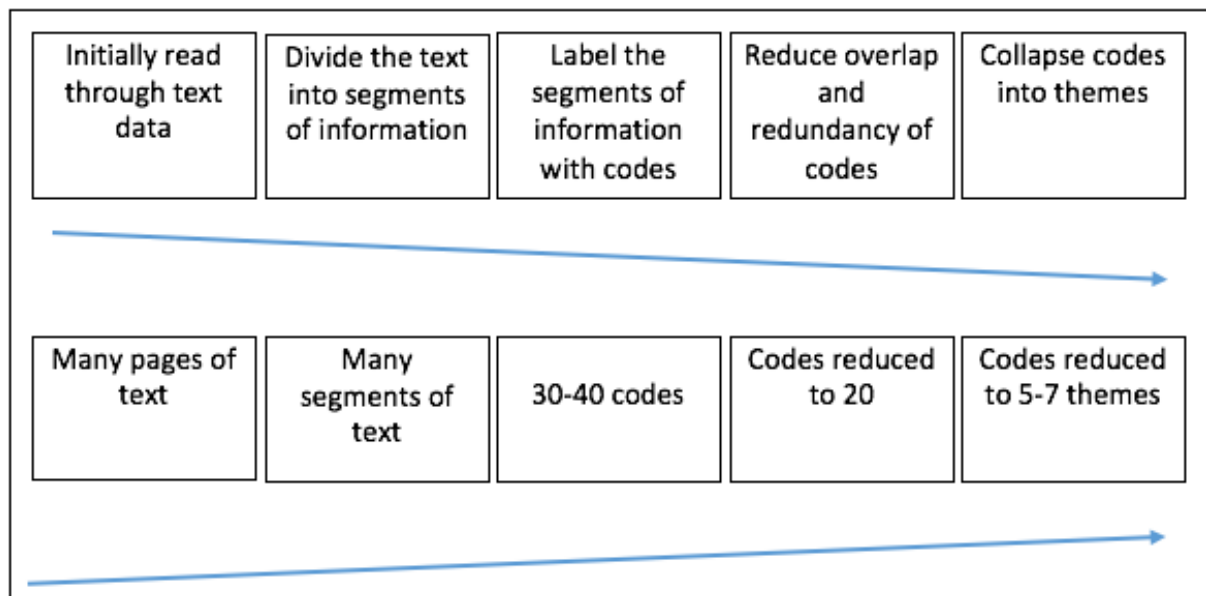 Initially read
through text
data
Divide the text
into segments
of information
Label the
segments of
information
with codes
Reduce overlap
and
redundancy of
codes
Collapse codes
into themes
Many pages of
text
Many
segments of
text
30-40 codes
Codes reduced
to 20
Codes reduced
to 5-7 themes